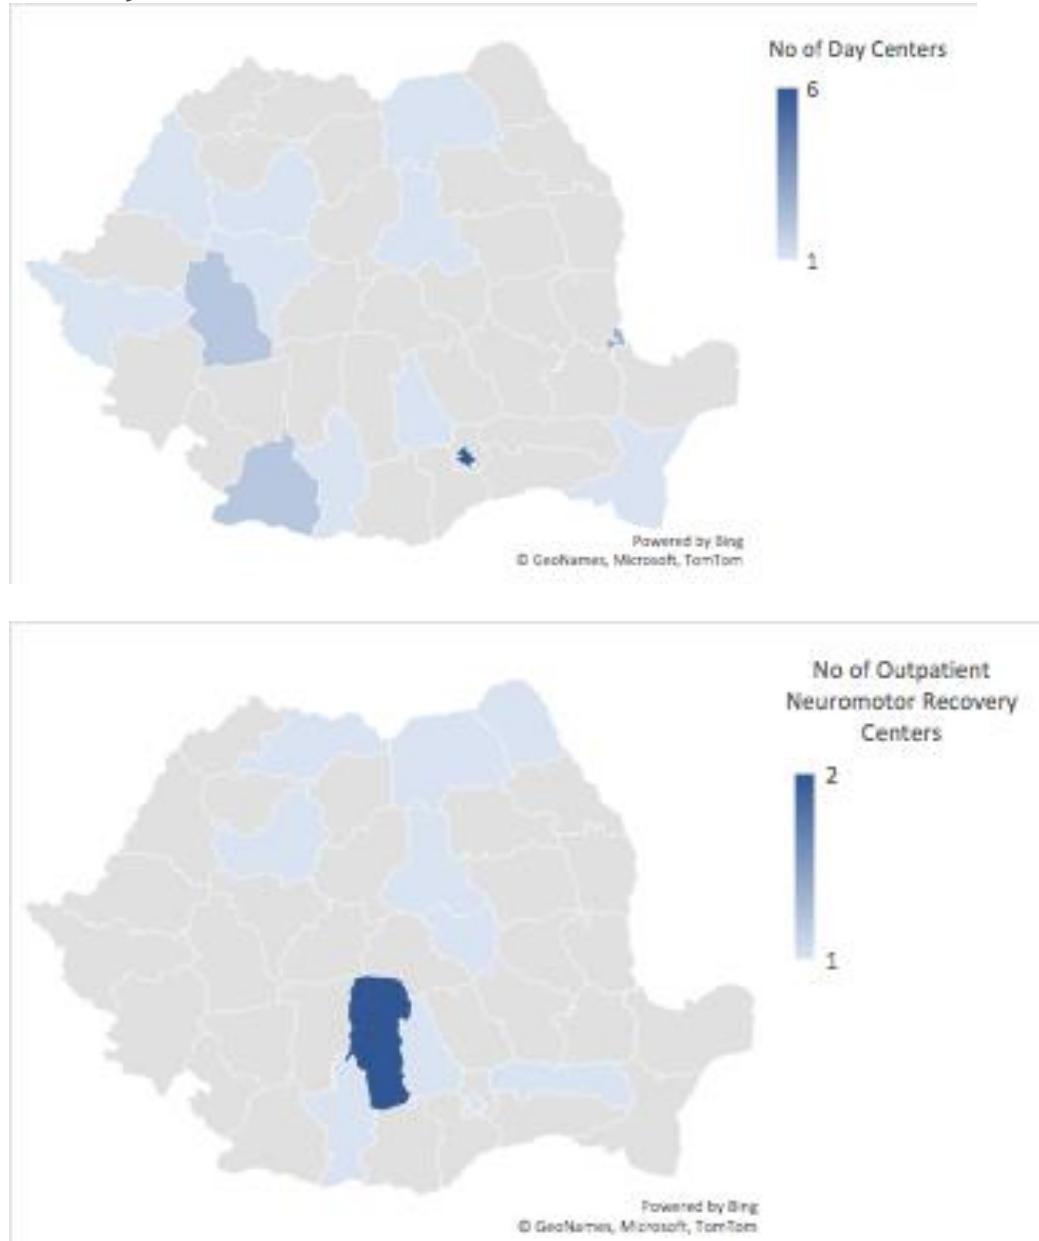 No of Day Centers
6
1
Powered by Bing
© GeoNames, Microsoft, TomTom
No of Outpatient
Neuromotor Recovery
Centers
2
1
Powered by Bing
© GeoNames, Microsoft, TomTom